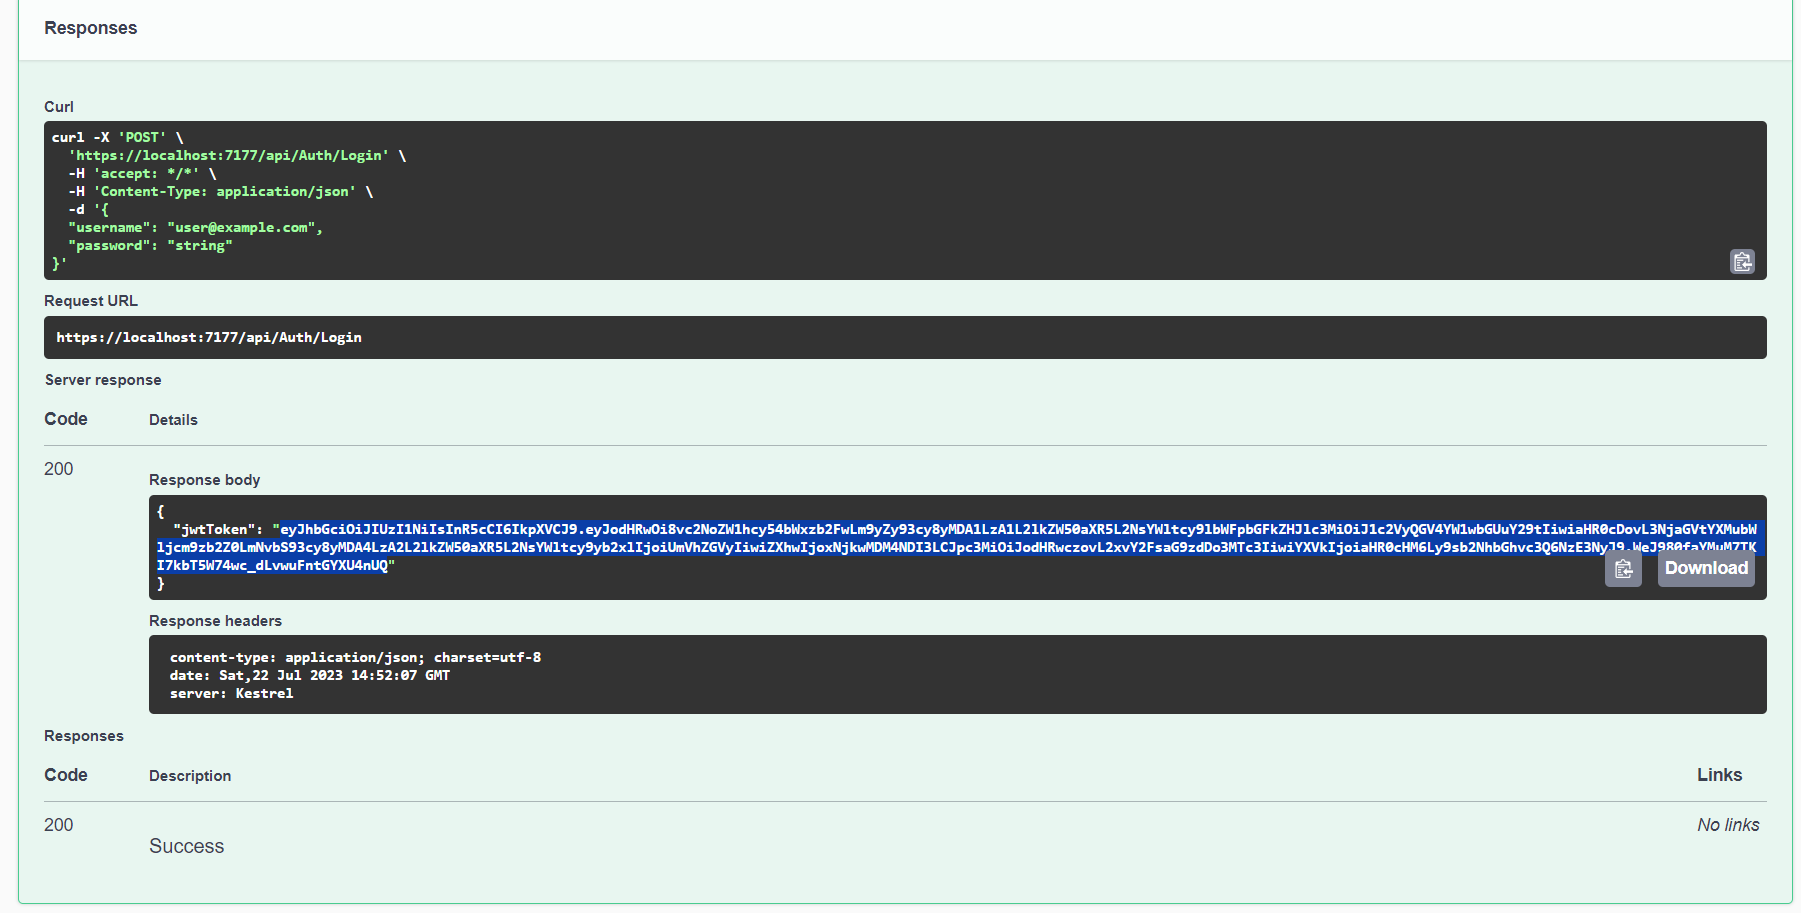 Responses
Curl
curl -X 'POST' \
'https://localhost:7177/api/Auth/Login' \
-H 'accept: */*' \
-H 'Content-Type: application/json' \
-d '{
"username": "user@example.com",
"password": "string"
}'
Request URL
https://localhost:7177/api/Auth/Login
Server response
Code Details
200
Response body
{
"jwtToken": "eyJhbGciOiJIUzI1NiIsInR5cCI6IkpXVCJ9.eyJodHRwOi8vc2NoZW1hcy54bWxzb2FwLm9yZy93cy8yMDA1LzA1L2lkZW50aXR5L2NsYWltcy9lbWFpbGFkZHJlc3MiOiJ1c2VyQGV4YW1wbGUuY29tIiwiaHR0cDovL3NjaGVtYXMubW
ljcm9zb2Z0LmNvbS93cy8yMDA4LzA2L2lkZW50aXR5L2NsYWltcy9yb2xlIjoiUmVhZGVyIiwiZXhwIjoxNjkwMDM4NDI3LCJpc3MiOiJodHRwczovL2xvY2FsaG9zdDo3MTc3IiwiYXVkIjoiaHR0cHM6Ly9sb2NhbGhvc3Q6NzE3NyJ9.
I7kbT5W74wc_dLvwuFntGYXU4nUQ"
Download
}
Response headers
content-type: application/json; charset=utf-8
date: Sat,22 Jul 2023 14:52:07 GMT
server: Kestrel
Responses
Code Description Links
200 No links
Success